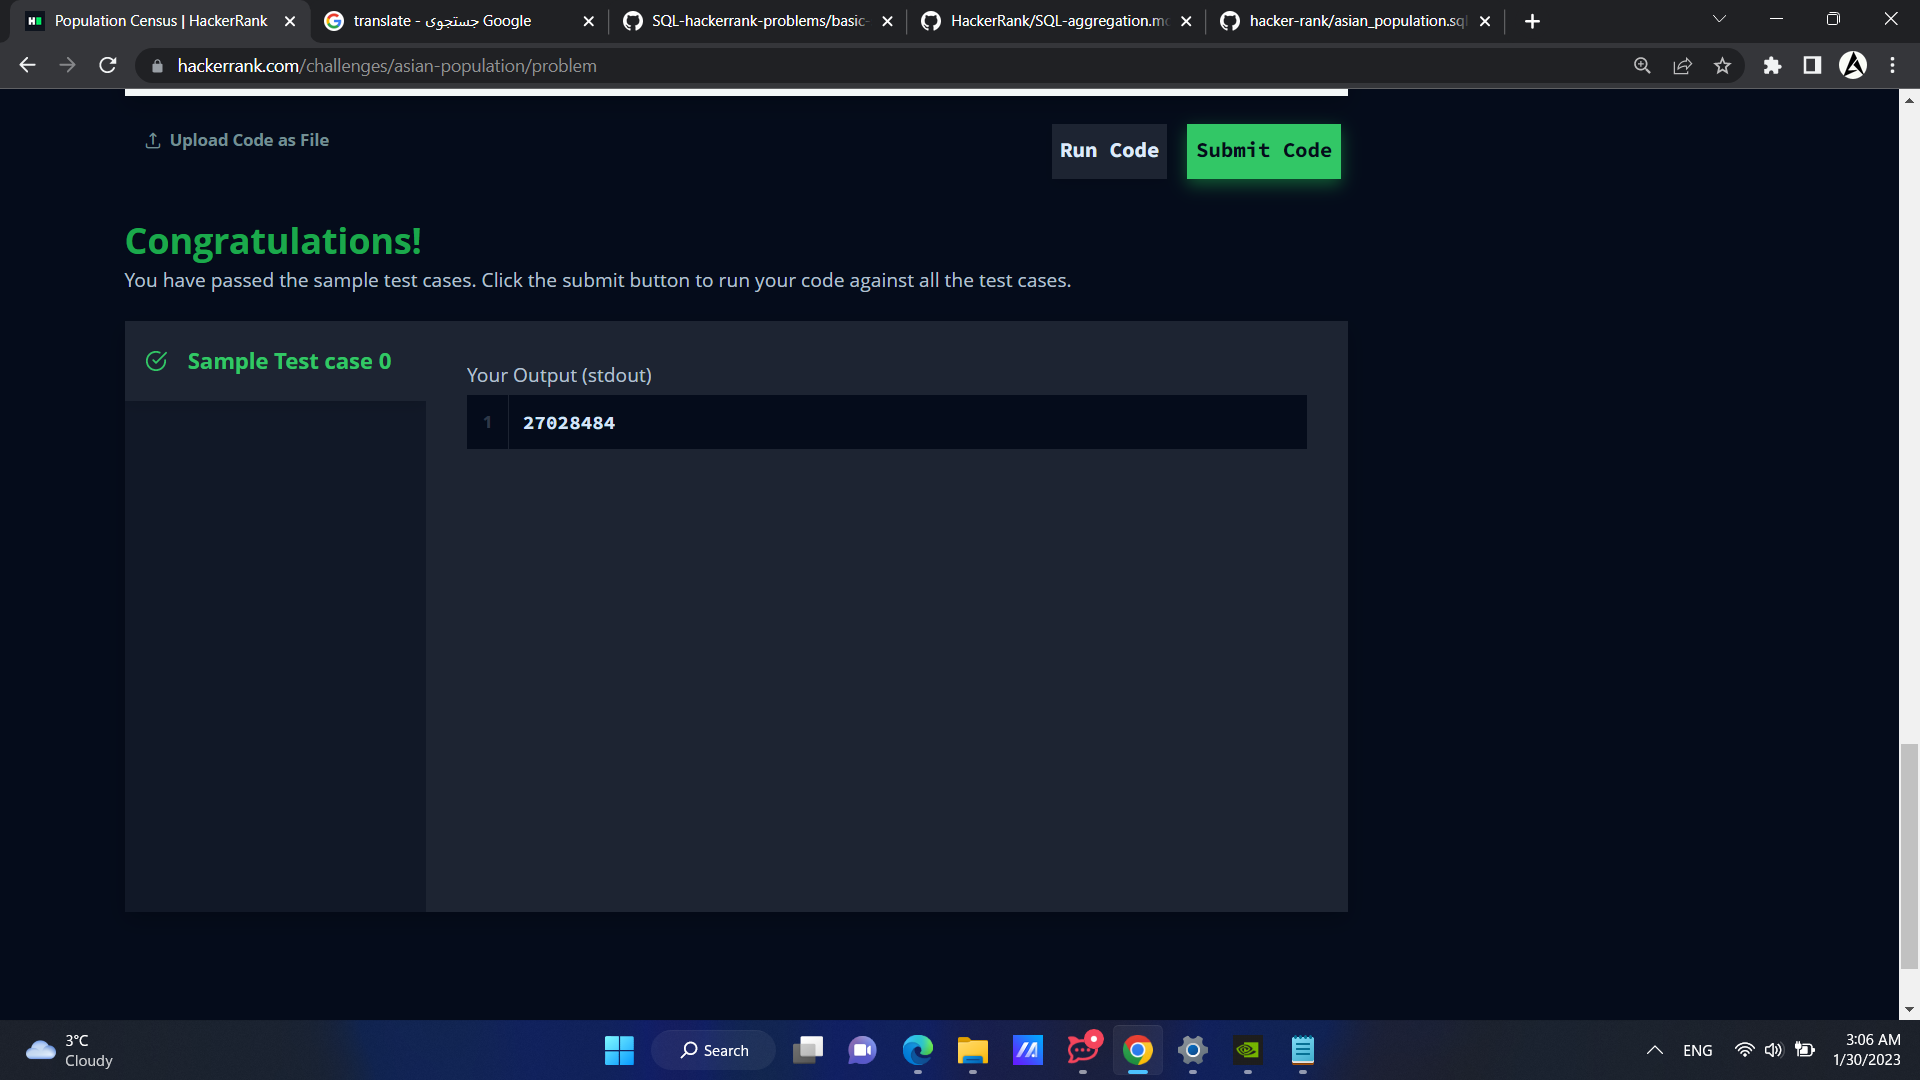 Population Census | HackerRank
translate - جستجوی Google
SQL-hackerrank-problems/basic-
HackerRank/SQL-aggregation.mc
hacker-rank/asian_population.sql
hackerrank.com/challenges/asian-population/problem
Upload Code as File
Run Code
Submit Code
Congratulations!
You have passed the sample test cases. Click the submit button to run your code against all the test cases.
Sample Test case 0
Your Output (stdout)
1
27028484
3°C
Cloudy
Search
ENG
3:06 AM
1/30/2023